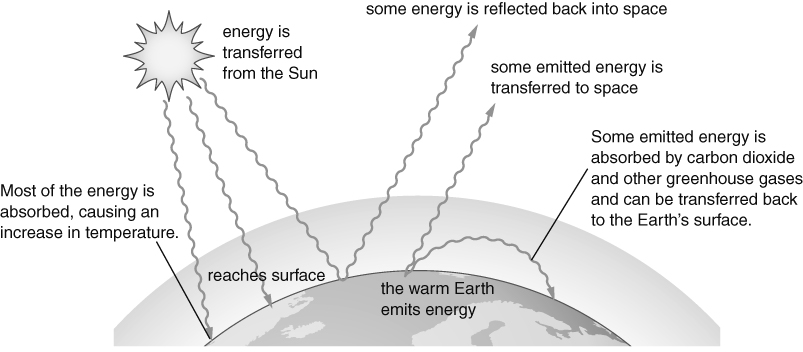 some energy is reflected back into space
energy is
transferred
from the Sun
some emitted energy is
transferred to space
Some emitted energy is
absorbed by carbon dioxide
and other greenhouse gases
and can be transferred back
to the Earth's surface.
Most of the energy is
absorbed, causing an
increase in temperature.
reaches surface
the warm Earth
emits energy